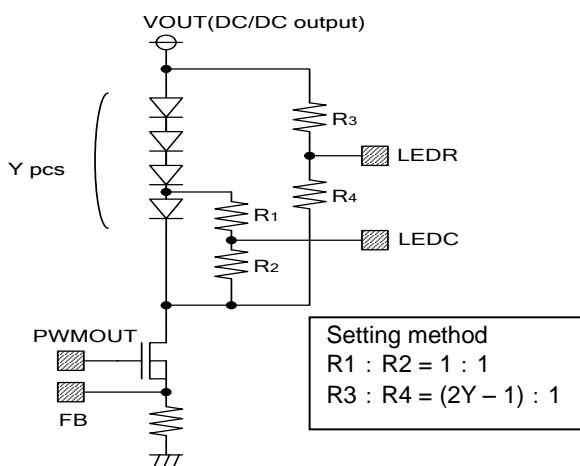 VOUT(DC/DC output)
R3
LEDR
Y pcs
R4
R1
LEDC
R2
PWMOUT
FB
Setting method
R1 : R2 = 1 : 1
R3 : R4 = (2Y – 1) : 1